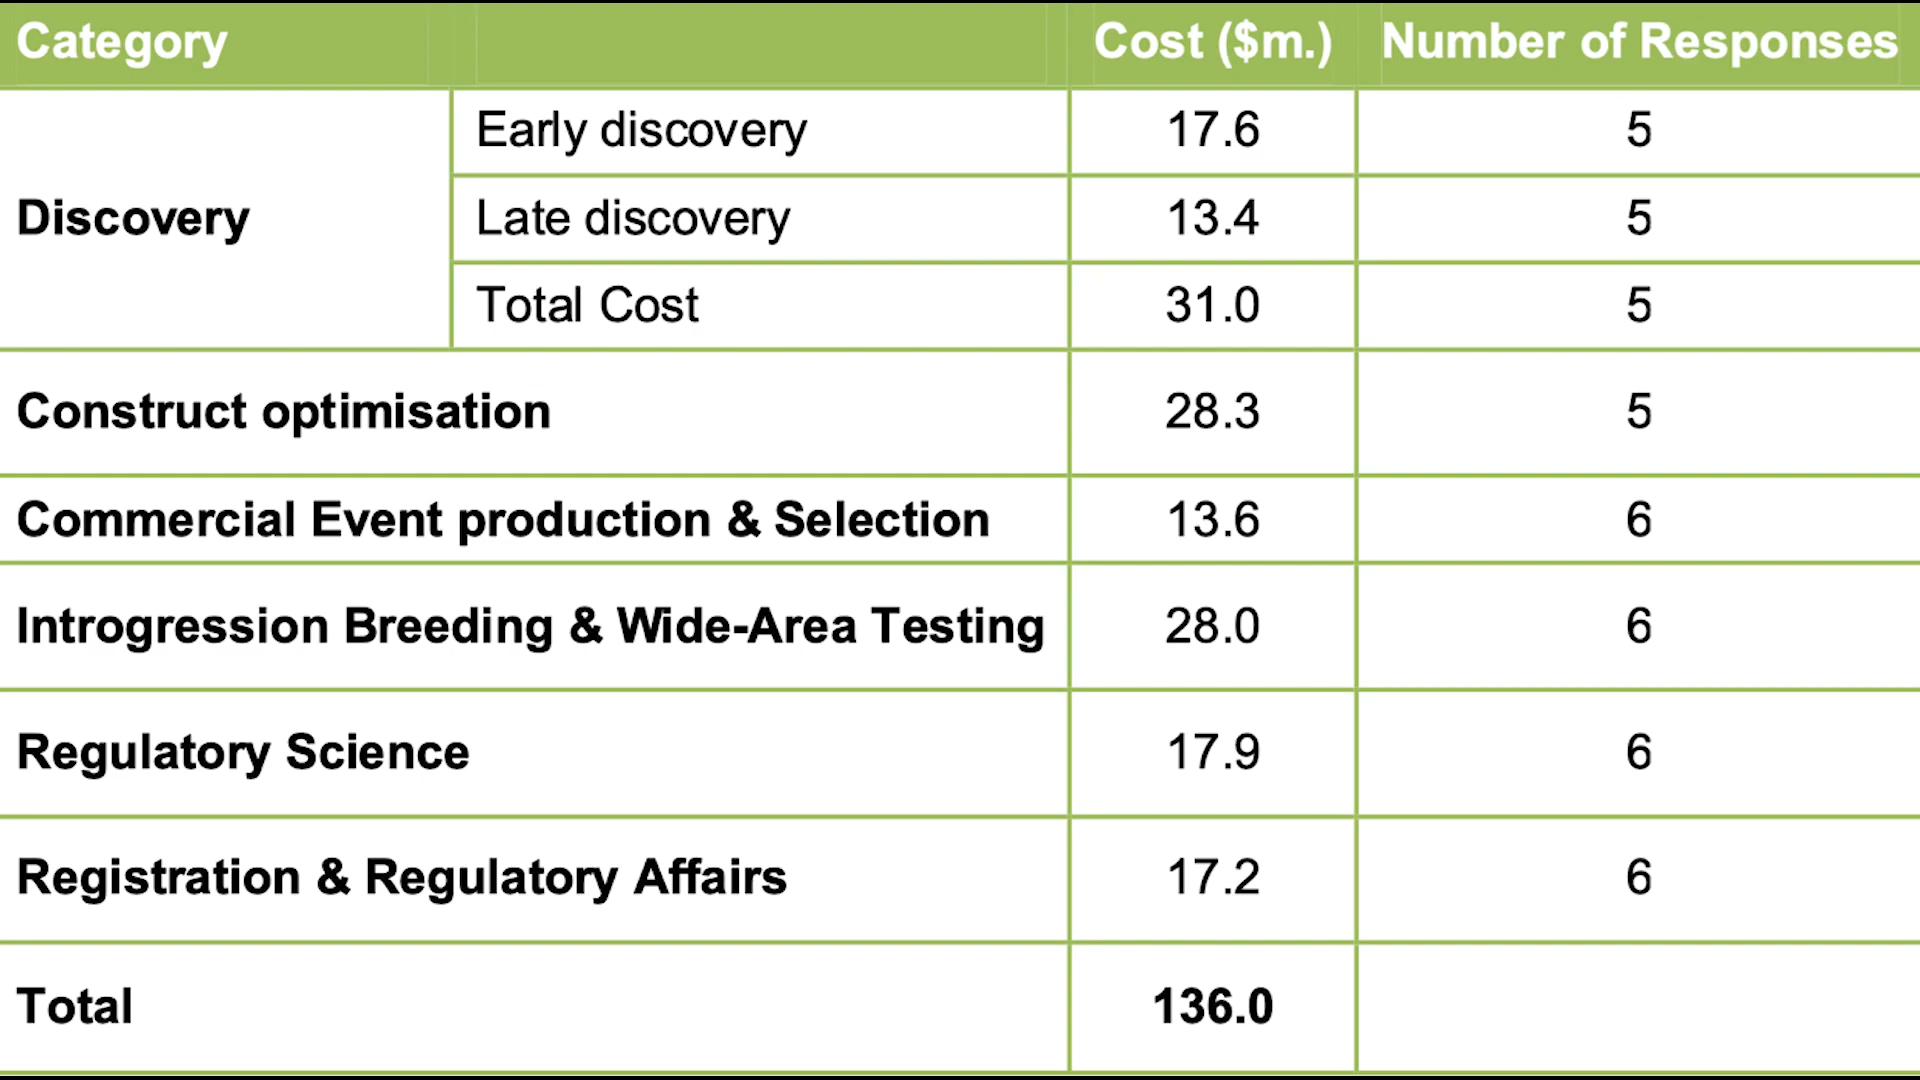 Category Cost ($m.) Number of Responses
Discovery
Early discovery 17.6 5
Late discovery 13.4 5
Total Cost 31.0 5
Construct optimisation 28.3 5
Commercial Event production & Selection 13.6 6
Introgression Breeding & Wide-Area Testing 28.0 6
Regulatory Science 17.9 6
Registration & Regulatory Affairs 17.2 6
Total 136.0